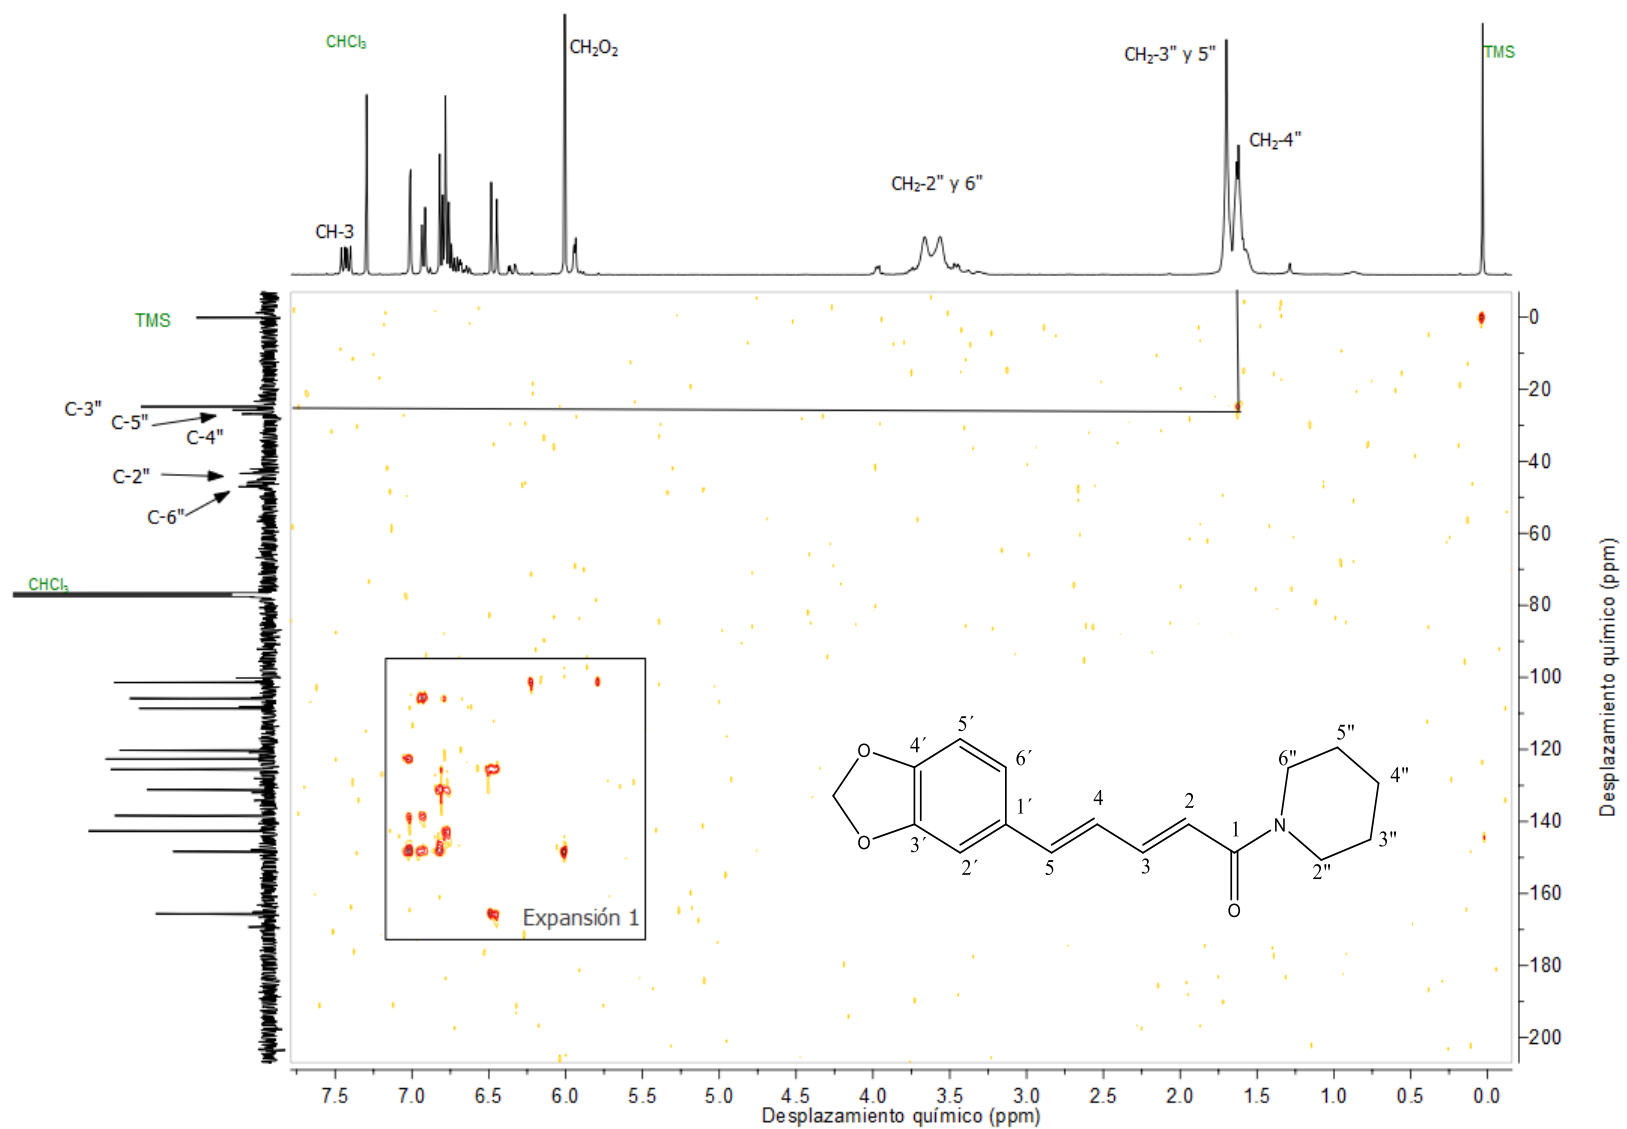 CHCl₃
CH₂O₂
CH₂-3" y 5"
TMS
CH₂-4"
CH₂-2" y 6"
CH-3
TMS
C-3"
C-5"
C-4"
C-2"
C-6"
CHCl₃
Expansión 1
5´
4´
6´
1´
3´
2´
O
O
5
4
3
2
1
O
N
6"
5"
4"
3"
2"
0
20
40
60
80
100
120
140
160
180
200
Desplazamiento químico (ppm)
7.5 7.0 6.5 6.0 5.5 5.0 4.5 4.0 3.5 3.0 2.5 2.0 1.5 1.0 0.5 0.0
Desplazamiento químico (ppm)